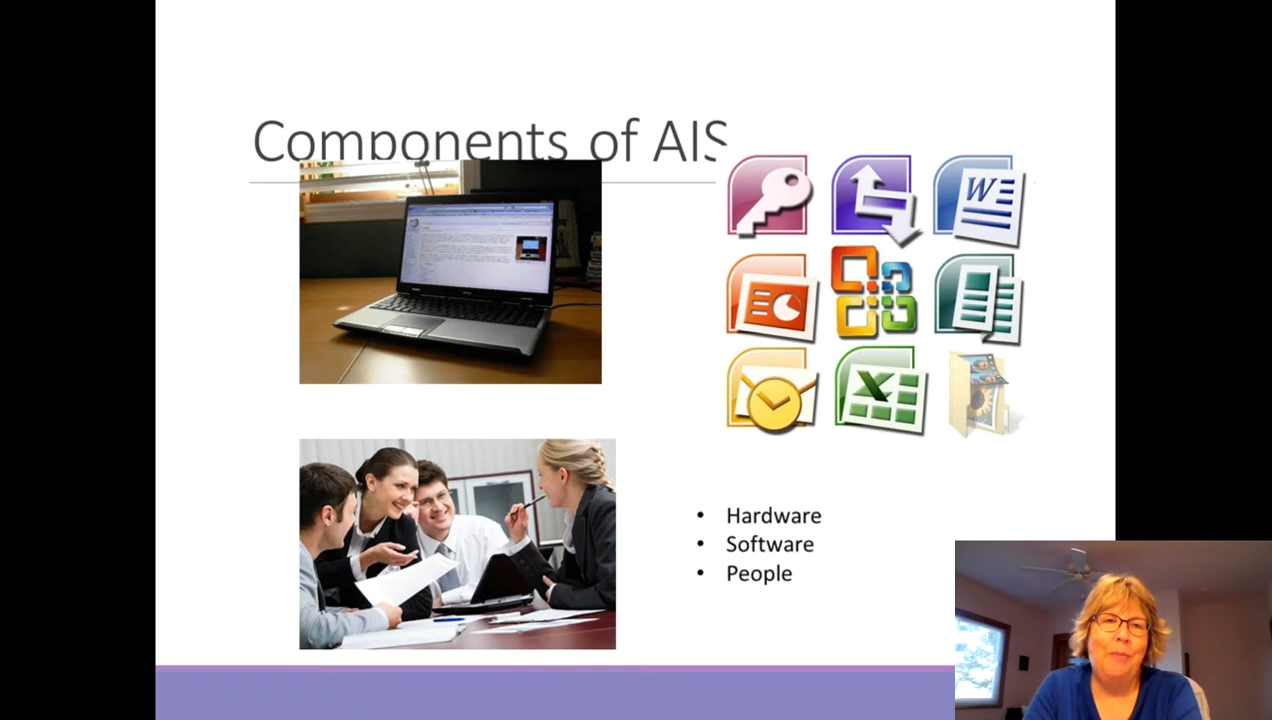 Components of AIS
W
X
• Hardware
• Software
• People